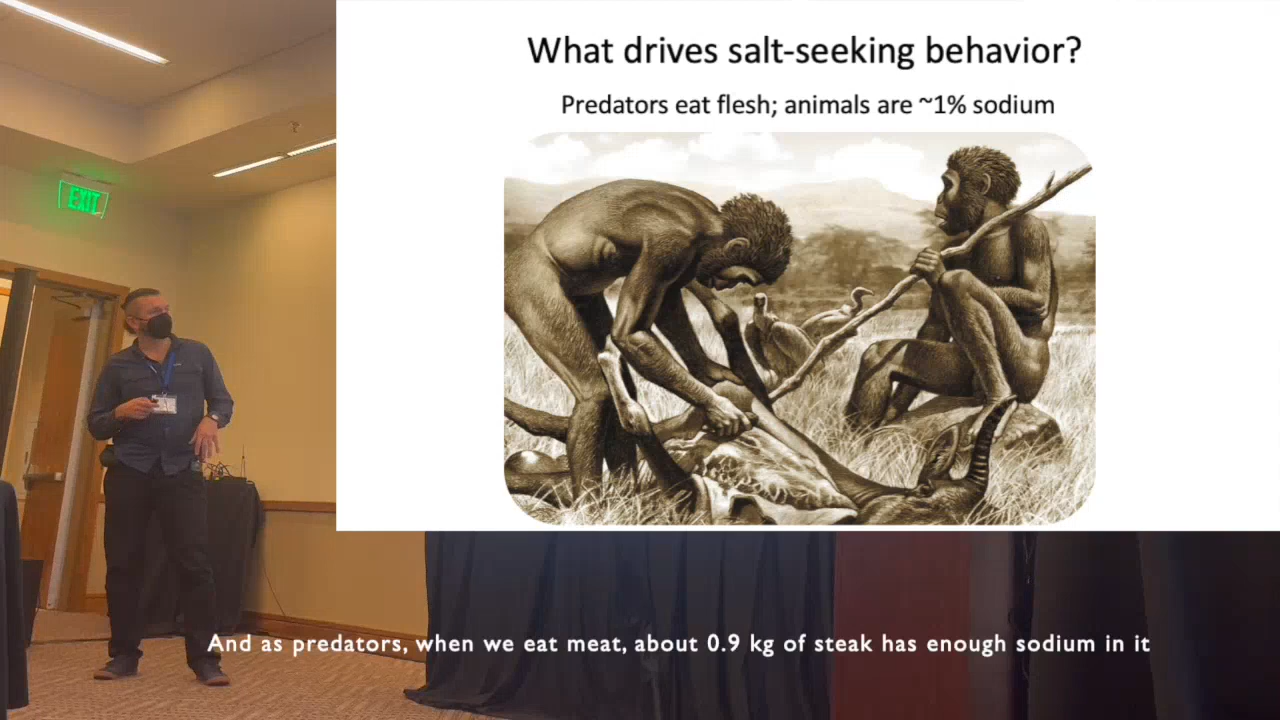 What drives salt-seeking behavior?
Predators eat flesh; animals are ~1% sodium
EXIT
And as predators, when we eat meat, about 0.9 kg of steak has enough sodium in it